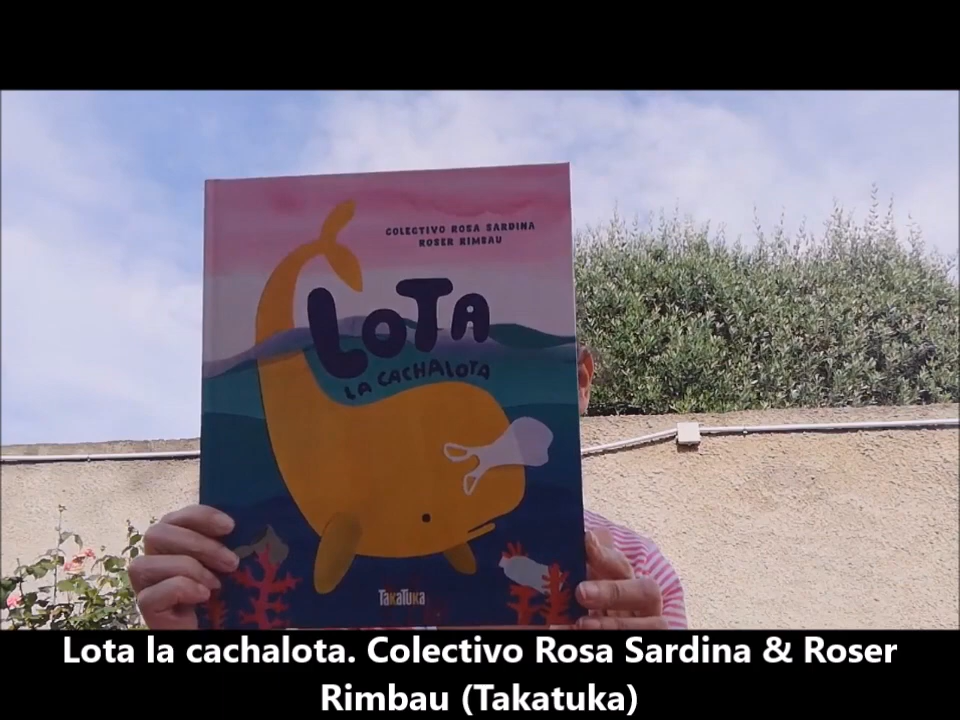 COLECTIVO ROSA SARDINA
ROSER RIMBAU
LOTA
LA CACHALOTA
TAKATUKA
Lota la cachalota. Colectivo Rosa Sardina & Roser
Rimbau (Takatuka)